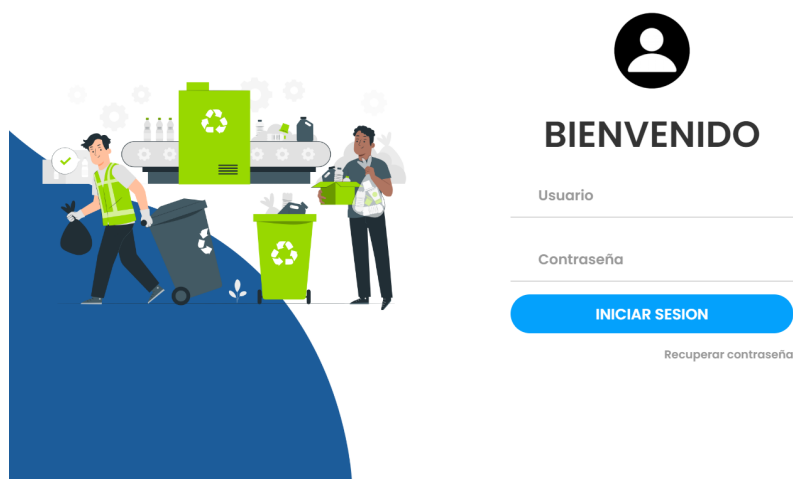 BIENVENIDO
Usuario
Contraseña
INICIAR SESION
Recuperar contraseña